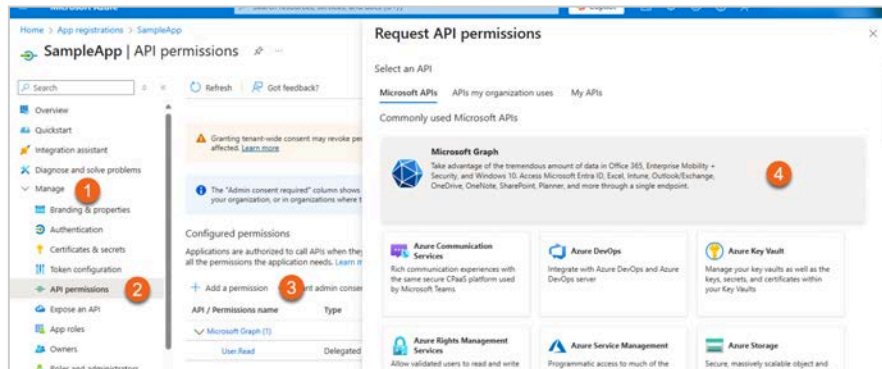 Microsoft Azure
Copilot
Home > App registrations > SampleApp
SampleApp | API permissions
Search
Refresh
Got feedback?
Overview
Quickstart
Integration assistant
Diagnose and solve problems
Manage
1
Branding & properties
Authentication
Certificates & secrets
Token configuration
API permissions
2
Expose an API
App roles
Owners
Roles and administrators
Granting tenant-wide consent may revoke
affected. Learn more
The "Admin consent required" column shows
your organization, or in organizations where
Configured permissions
Applications are authorized to call APIs when they
all the permissions the application needs. Learn
Add a permission
3
admin
API / Permissions name Type
Microsoft Graph (1)
User.Read Delegated
Request API permissions
Select an API
Microsoft APIs APIs my organization uses My APIs
Commonly used Microsoft APIs
Microsoft Graph
Take advantage of the tremendous amount of data in Office 365, Enterprise Mobility +
Security, and Windows 10. Access Microsoft Entra ID, Excel, Intune, Outlook/Exchange,
OneDrive, OneNote, SharePoint, Planner, and more through a single endpoint.
4
Azure Communication
Services
Rich communication experiences with
the same secure CPaaS platform used
by Microsoft Teams
Azure DevOps
Integrate with Azure DevOps and Azure
DevOps server
Azure Key Vault
Manage your key vaults as well as the
keys, secrets, and certificates within
your Key Vaults
Azure Rights Management
Services
Allow validated users to read and write
Azure Service Management
Programmatic access to much of the
Azure Storage
Secure, massively scalable object and